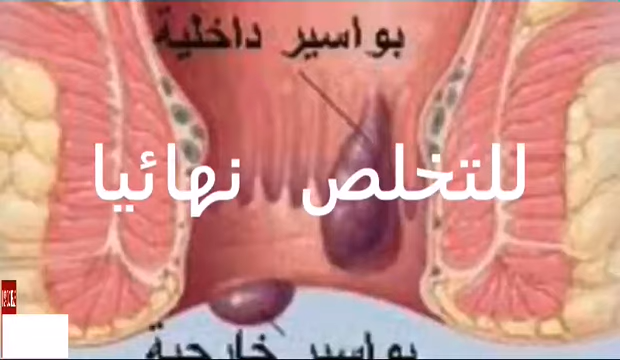 بواسير داخلية
للتخلص نهائيا
بواسير خارجية